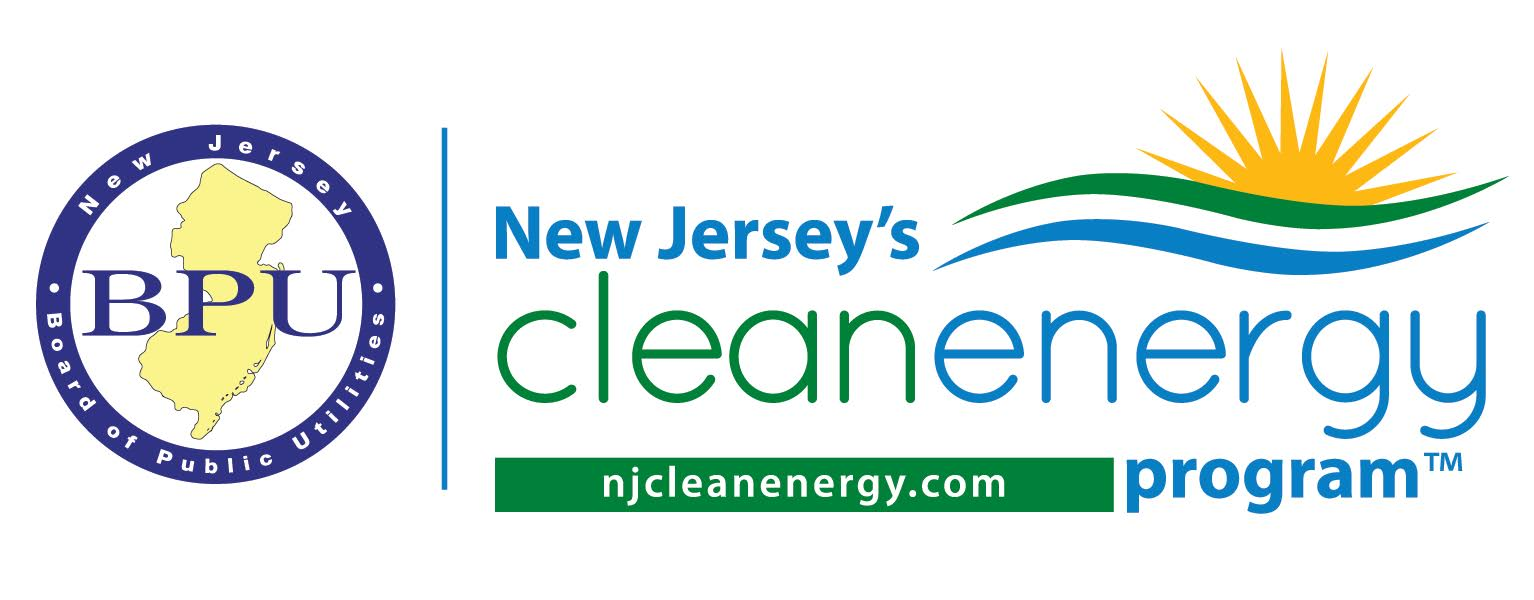 New Jersey
BPU
• Board of Public Utilities •
New Jersey's
cleanenergy
program™
njcleanenergy.com